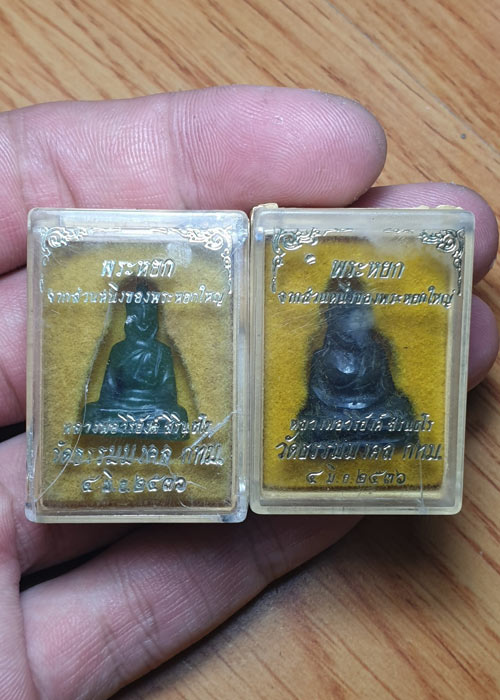 พระหยก
จากส่วนหนึ่งของพระหยกใหญ่
หลวงพ่อวิริยังค์ สิรินฺธโร
วัดธรรมมงคล กทม.
๔ มี.ค.๒๕๓๖
พระหยก
จากส่วนหนึ่งของพระหยกใหญ่
หลวงพ่อวิริยังค์ สิรินฺธโร
วัดธรรมมงคล กทม.
๔ มี.ค.๒๕๓๖